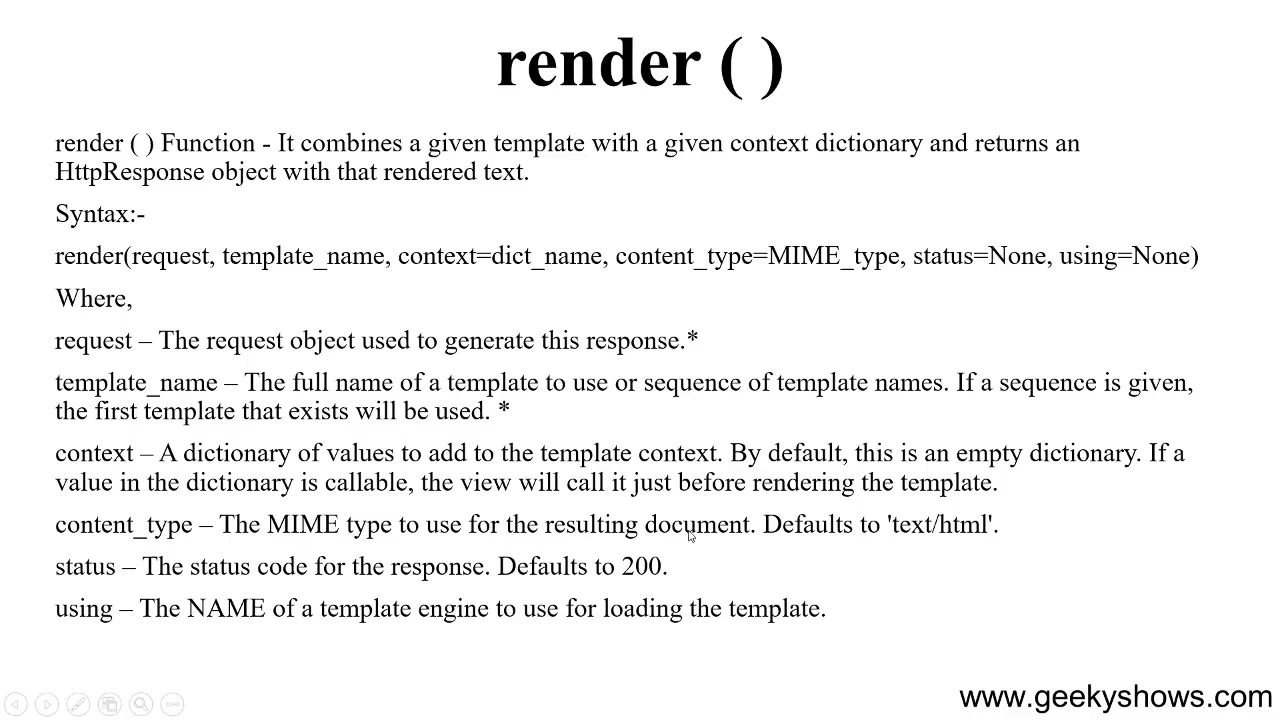 render ( )
render ( ) Function - It combines a given template with a given context dictionary and returns an
HttpResponse object with that rendered text.
Syntax:-
render(request, template_name, context=dict_name, content_type=MIME_type, status=None, using=None)
Where,
request – The request object used to generate this response.*
template_name – The full name of a template to use or sequence of template names. If a sequence is given,
the first template that exists will be used. *
context – A dictionary of values to add to the template context. By default, this is an empty dictionary. If a
value in the dictionary is callable, the view will call it just before rendering the template.
content_type – The MIME type to use for the resulting document. Defaults to 'text/html'.
status – The status code for the response. Defaults to 200.
using – The NAME of a template engine to use for loading the template.
www.geekyshows.com